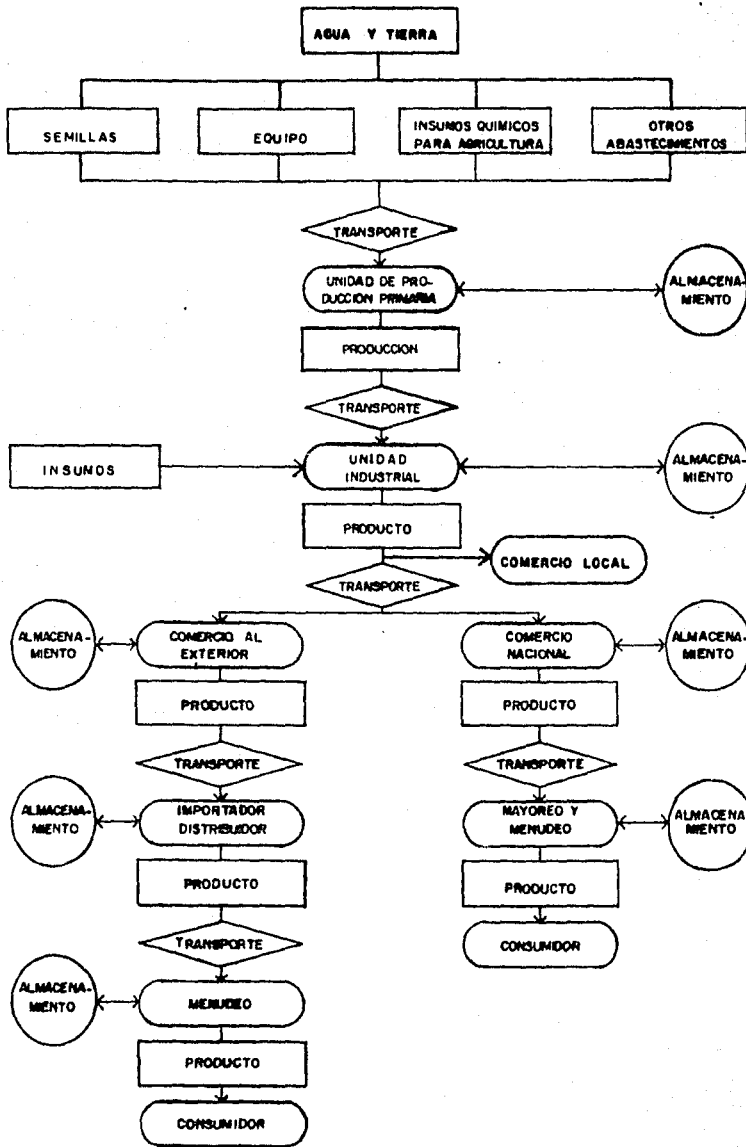 AGUA Y TIERRA
SEMILLAS
EQUIPO
INSUMOS QUIMICOS
PARA AGRICULTURA
OTROS
ABASTECIMIENTOS
TRANSPORTE
UNIDAD DE PRO-
DUCCION PRIMARIA
ALMACENA-
MIENTO
PRODUCCION
TRANSPORTE
INSUMOS
UNIDAD
INDUSTRIAL
ALMACENA-
MIENTO
PRODUCTO
COMERCIO LOCAL
TRANSPORTE
ALMACENA-
MIENTO
COMERCIO AL
EXTERIOR
COMERCIO
NACIONAL
ALMACENA-
MIENTO
PRODUCTO
PRODUCTO
TRANSPORTE
TRANSPORTE
ALMACENA-
MIENTO
IMPORTADOR
DISTRIBUIDOR
MAYOREO Y
MENUDEO
ALMACENA
MIENTO
PRODUCTO
PRODUCTO
TRANSPORTE
CONSUMIDOR
ALMACENA-
MIENTO
MENUDEO
PRODUCTO
CONSUMIDOR